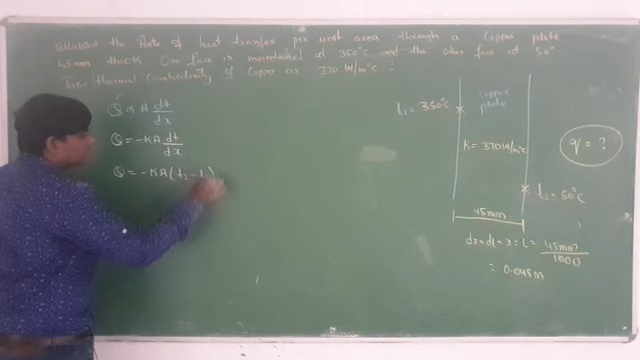 Calculate the Rate of heat transfer per unit area through a Copper plate
45mm thick One face is maintained at 350°C and the other face at 50°
Take thermal Conductivity of Copper as 370 W/m°C ?
Q ∝ A dt/dx
Q = -KA dt/dx
Q = -KA (t₂ - t₁)
t₁ = 350°C
copper
plate
K = 370 W/m°C
q = ?
t₂ = 50°C
45mm
dx = dl = x = L = 45mm/1000
= 0.045M